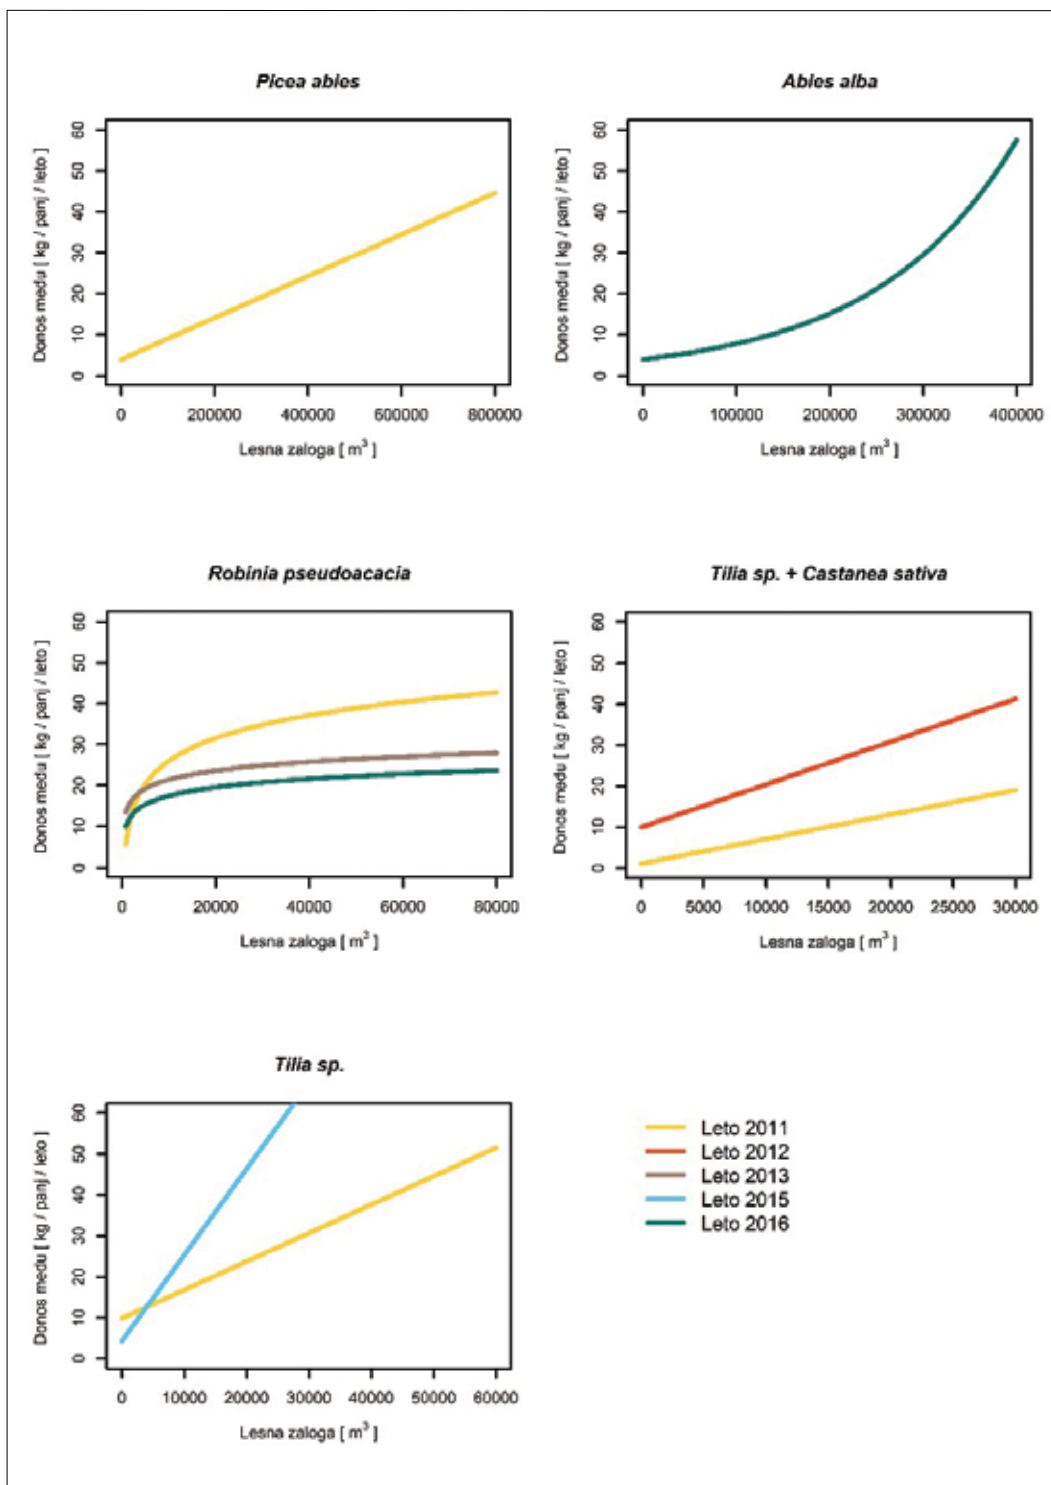 Picea abies
Donos medu [ kg / panj / leto ]
60
50
40
30
20
10
0
0 200000 400000 600000 800000
Lesna zaloga [ m³ ]
Abies alba
Donos medu [ kg / panj / leto ]
60
50
40
30
20
10
0
0 100000 200000 300000 400000
Lesna zaloga [ m³ ]
Robinia pseudoacacia
Donos medu [ kg / panj / leto ]
60
50
40
30
20
10
0
0 20000 40000 60000 80000
Lesna zaloga [ m³ ]
Tilia sp. + Castanea sativa
Donos medu [ kg / panj / leto ]
60
50
40
30
20
10
0
0 5000 10000 15000 20000 25000 30000
Lesna zaloga [ m³ ]
Tilia sp.
Donos medu [ kg / panj / leto ]
60
50
40
30
20
10
0
0 10000 20000 30000 40000 50000 60000
Lesna zaloga [ m³ ]
Leto 2011
Leto 2012
Leto 2013
Leto 2015
Leto 2016